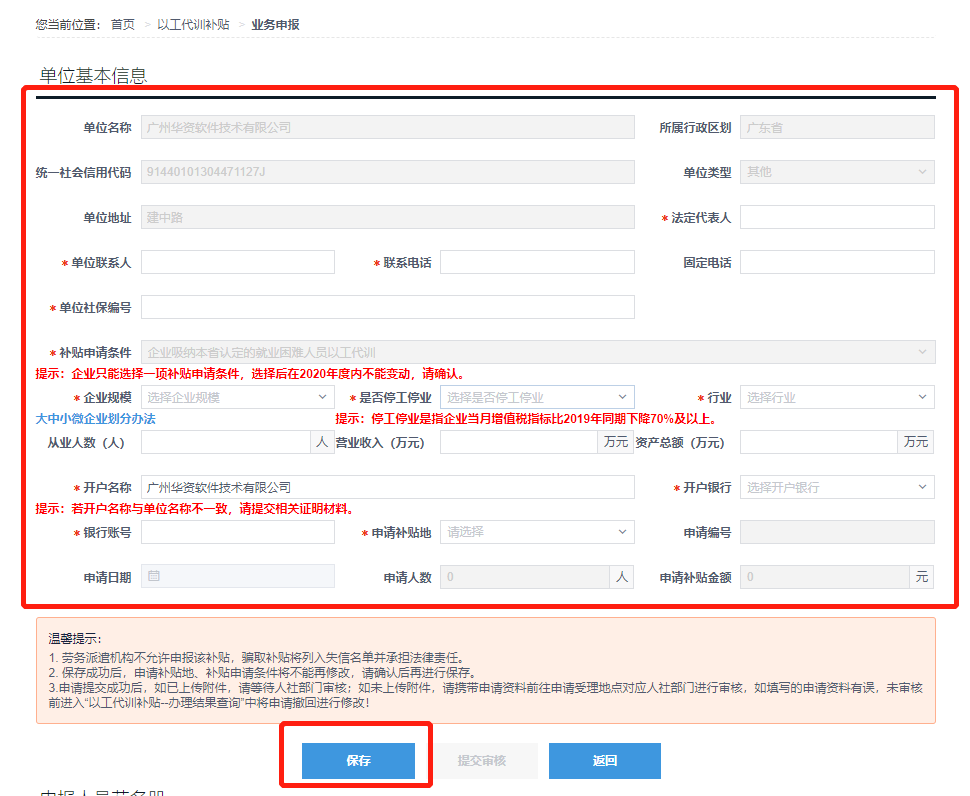 您当前位置： 首页 > 以工代训补贴 > 业务申报
单位基本信息
单位名称 广州华资软件技术有限公司 所属行政区划 广东省
统一社会信用代码 91440101304471127J 单位类型 其他
单位地址 建中路 * 法定代表人
* 单位联系人 * 联系电话 固定电话
* 单位社保编号
* 补贴申请条件 企业吸纳本省认定的就业困难人员以工代训
提示：企业只能选择一项补贴申请条件，选择后在2020年度内不能变动，请确认。
* 企业规模 选择企业规模 * 是否停工停业 选择是否停工停业 * 行业 选择行业
大中小微企业划分办法 提示：停工停业是指企业当月增值税指标比2019年同期下降70%及以上。
从业人数（人） 人 营业收入（万元） 万元 资产总额（万元） 万元
* 开户名称 广州华资软件技术有限公司 * 开户银行 选择开户银行
提示：若开户名称与单位名称不一致，请提交相关证明材料。
* 银行账号 * 申请补贴地 请选择 申请编号
申请日期 申请人数 0 人 申请补贴金额 0 元
温馨提示：
1. 劳务派遣机构不允许申报该补贴，骗取补贴将列入失信名单并承担法律责任。
2. 保存成功后，申请补贴地、补贴申请条件将不能再修改，请确认后再进行保存。
3.申请提交成功后，如已上传附件，请等待人社部门审核；如未上传附件，请携带申请资料前往申请受理地点对应人社部门进行审核，如填写的申请资料有误，未审核
前进入“以工代训补贴--办理结果查询”中将申请撤回进行修改！
保存 提交审核 返回